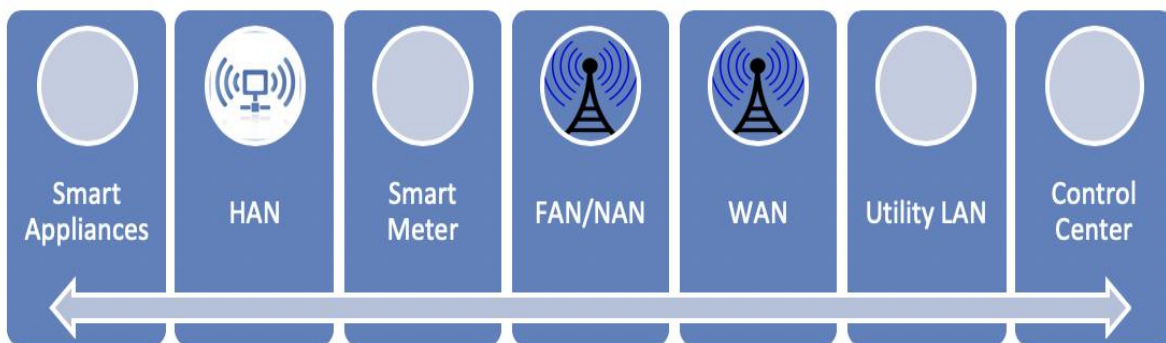 Smart
Appliances
HAN
Smart
Meter
FAN/NAN
WAN
Utility LAN
Control
Center